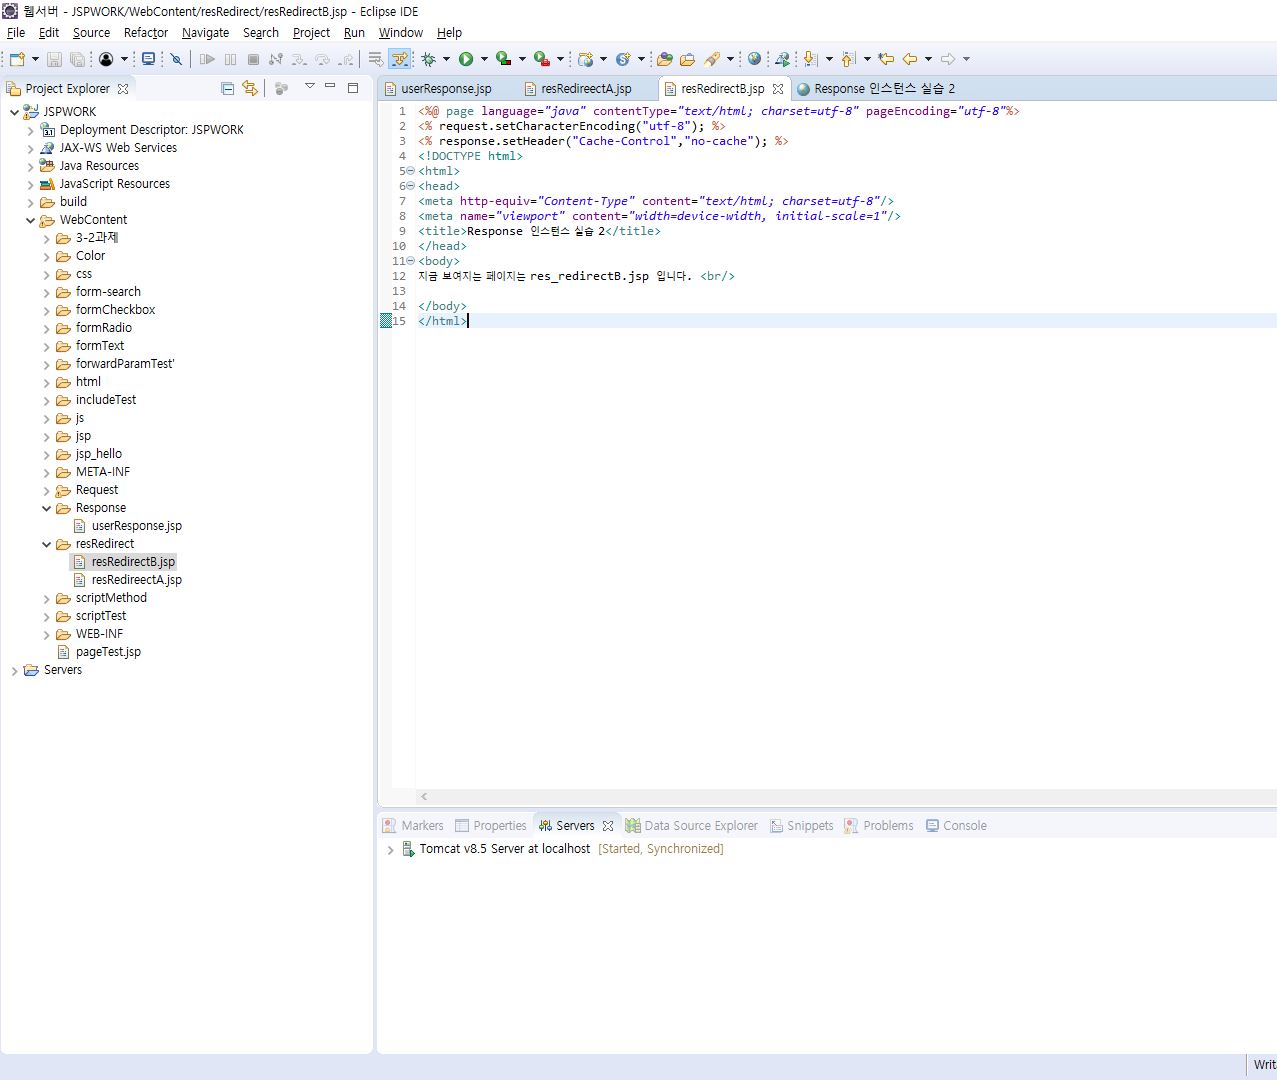 웹서버 - JSPWORK/WebContent/resRedirect/resRedirectB.jsp - Eclipse IDE
File Edit Source Refactor Navigate Search Project Run Window Help
Project Explorer
JSPWORK
Deployment Descriptor: JSPWORK
JAX-WS Web Services
Java Resources
JavaScript Resources
build
WebContent
3-2과제
Color
css
form-search
formCheckbox
formRadio
formText
forwardParamTest'
html
includeTest
js
jsp
jsp_hello
META-INF
Request
Response
userResponse.jsp
resRedirect
resRedirectB.jsp
resRedireectA.jsp
scriptMethod
scriptTest
WEB-INF
pageTest.jsp
Servers
userResponse.jsp resRedireectA.jsp resRedirectB.jsp Response 인스턴스 실습 2
1 <%@ page language="java" contentType="text/html; charset=utf-8" pageEncoding="utf-8"%>
2 <% request.setCharacterEncoding("utf-8"); %>
3 <% response.setHeader("Cache-Control","no-cache"); %>
4 <!DOCTYPE html>
5 <html>
6 <head>
7 <meta http-equiv="Content-Type" content="text/html; charset=utf-8"/>
8 <meta name="viewport" content="width=device-width, initial-scale=1"/>
9 <title>Response 인스턴스 실습 2</title>
10 </head>
11 <body>
12 지금 보여지는 페이지는 res_redirectB.jsp 입니다. <br/>
13
14 </body>
15 </html>
Markers Properties Servers Data Source Explorer Snippets Problems Console
Tomcat v8.5 Server at localhost [Started, Synchronized]
Writ